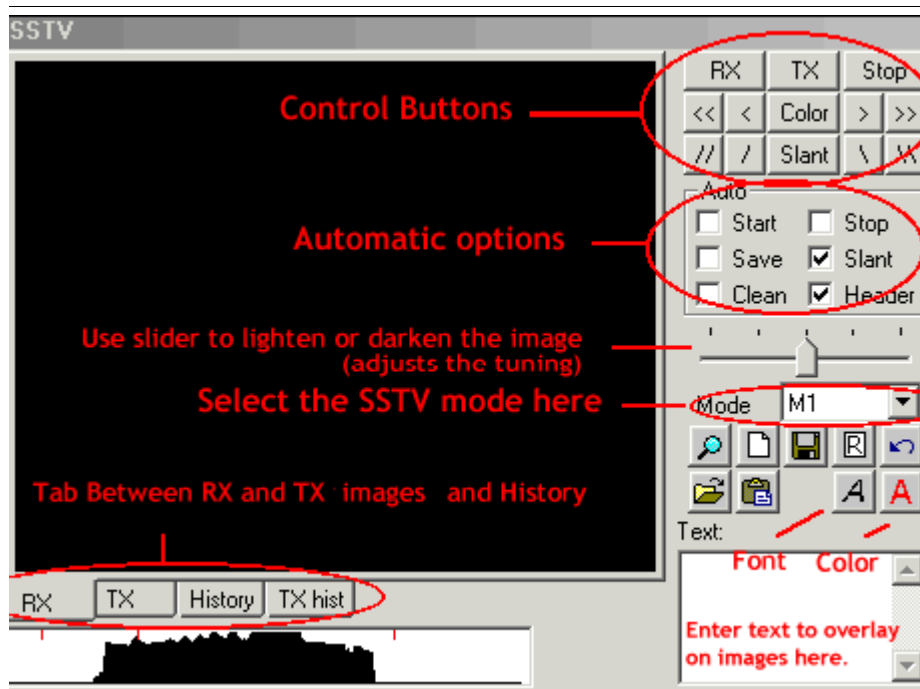 SSTV
RX TX Stop
Control Buttons
<< < Color > >>
// / Slant \ \\
Auto
Start Stop
Automatic options
Save Slant
Clean Header
Use slider to lighten or darken the image
(adjusts the tuning)
Select the SSTV mode here
Mode M1
R
Tab Between RX and TX images and History
A A
Text:
Font Color
RX TX History TX hist
Enter text to overlay
on images here.